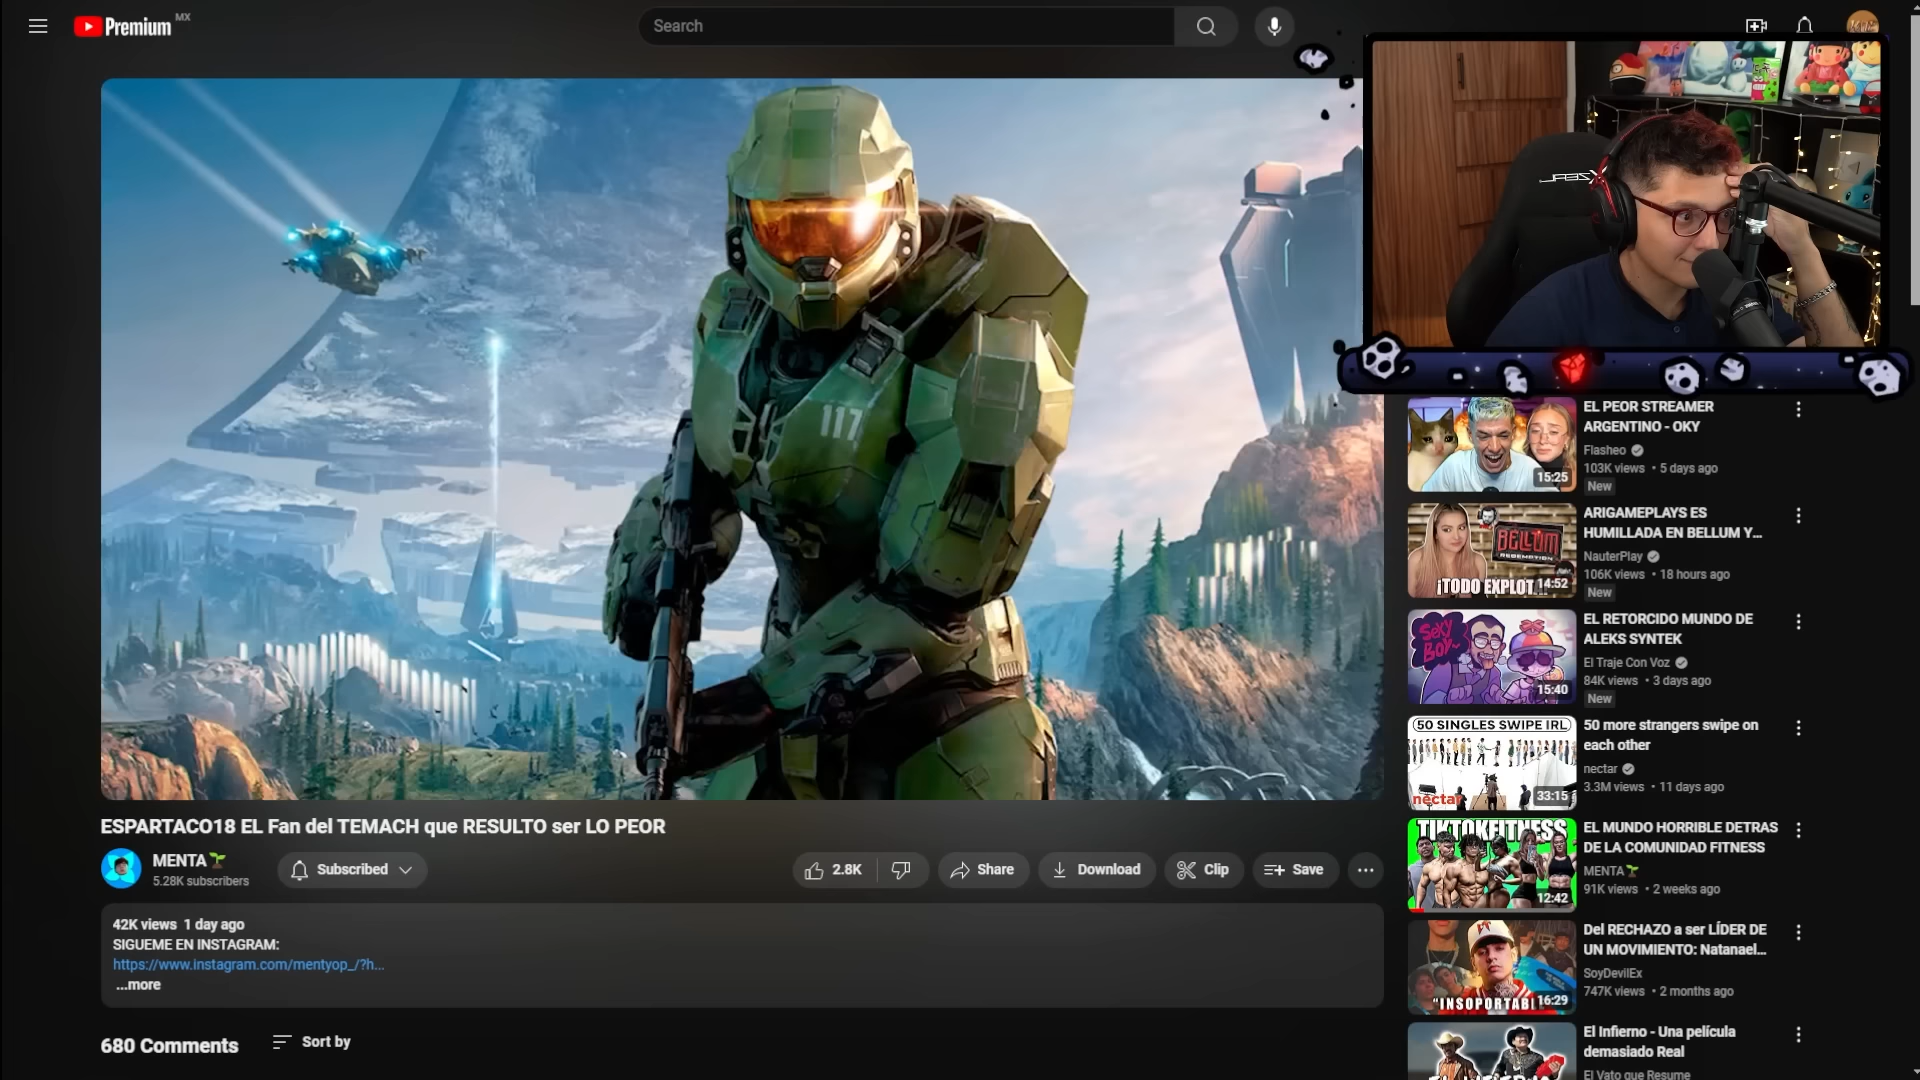 Premium MX
Search
117
ESPARTACO18 EL Fan del TEMACH que RESULTO ser LO PEOR
MENTA🌱
5.28K subscribers
Subscribed
2.8K
Share
Download
Clip
Save
42K views 1 day ago
SIGUEME EN INSTAGRAM:
https://www.instagram.com/mentyop_/?h...
...more
680 Comments
Sort by
EL PEOR STREAMER
ARGENTINO - OKY
Flasheo
103K views • 5 days ago
New
15:25
ARIGAMEPLAYS ES
HUMILLADA EN BELLUM Y...
NauterPlay
106K views • 18 hours ago
New
BELLUM
REDEMPTION
¡TODO EXPLOT...
14:52
EL RETORCIDO MUNDO DE
ALEKS SYNTEK
El Traje Con Voz
84K views • 3 days ago
New
SEXY
BOY~
15:40
50 more strangers swipe on
each other
nectar
3.3M views • 11 days ago
50 SINGLES SWIPE IRL
nectar
33:15
EL MUNDO HORRIBLE DETRAS
DE LA COMUNIDAD FITNESS
MENTA🌱
91K views • 2 weeks ago
TIKTOKFITNESS
12:42
Del RECHAZO a ser LÍDER DE
UN MOVIMIENTO: Natanael...
SoyDevilEx
747K views • 2 months ago
"INSOPORTABL
16:29
El Infierno - Una película
demasiado Real
El Vato que Resume